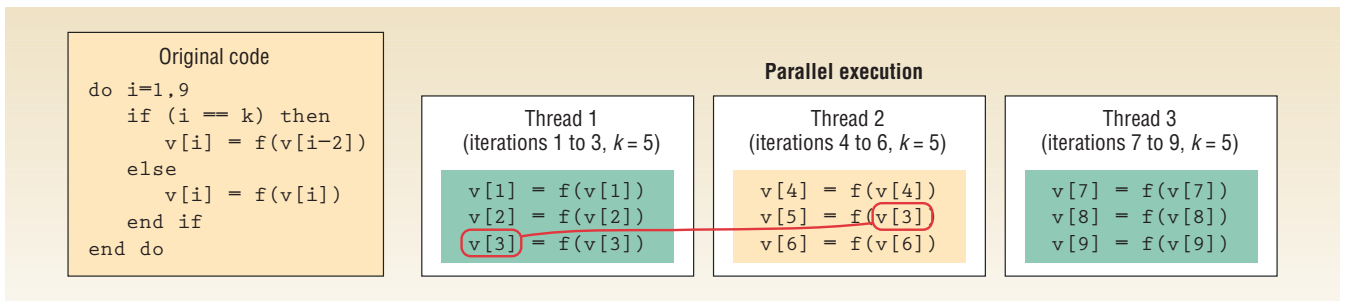 Original code
do i=1,9
if (i == k) then
v[i] = f(v[i-2])
else
v[i] = f(v[i])
end if
end do
Parallel execution
Thread 1
(iterations 1 to 3, k = 5)
v[1] = f(v[1])
v[2] = f(v[2])
v[3] = f(v[3])
Thread 2
(iterations 4 to 6, k = 5)
v[4] = f(v[4])
v[5] = f(v[3])
v[6] = f(v[6])
Thread 3
(iterations 7 to 9, k = 5)
v[7] = f(v[7])
v[8] = f(v[8])
v[9] = f(v[9])